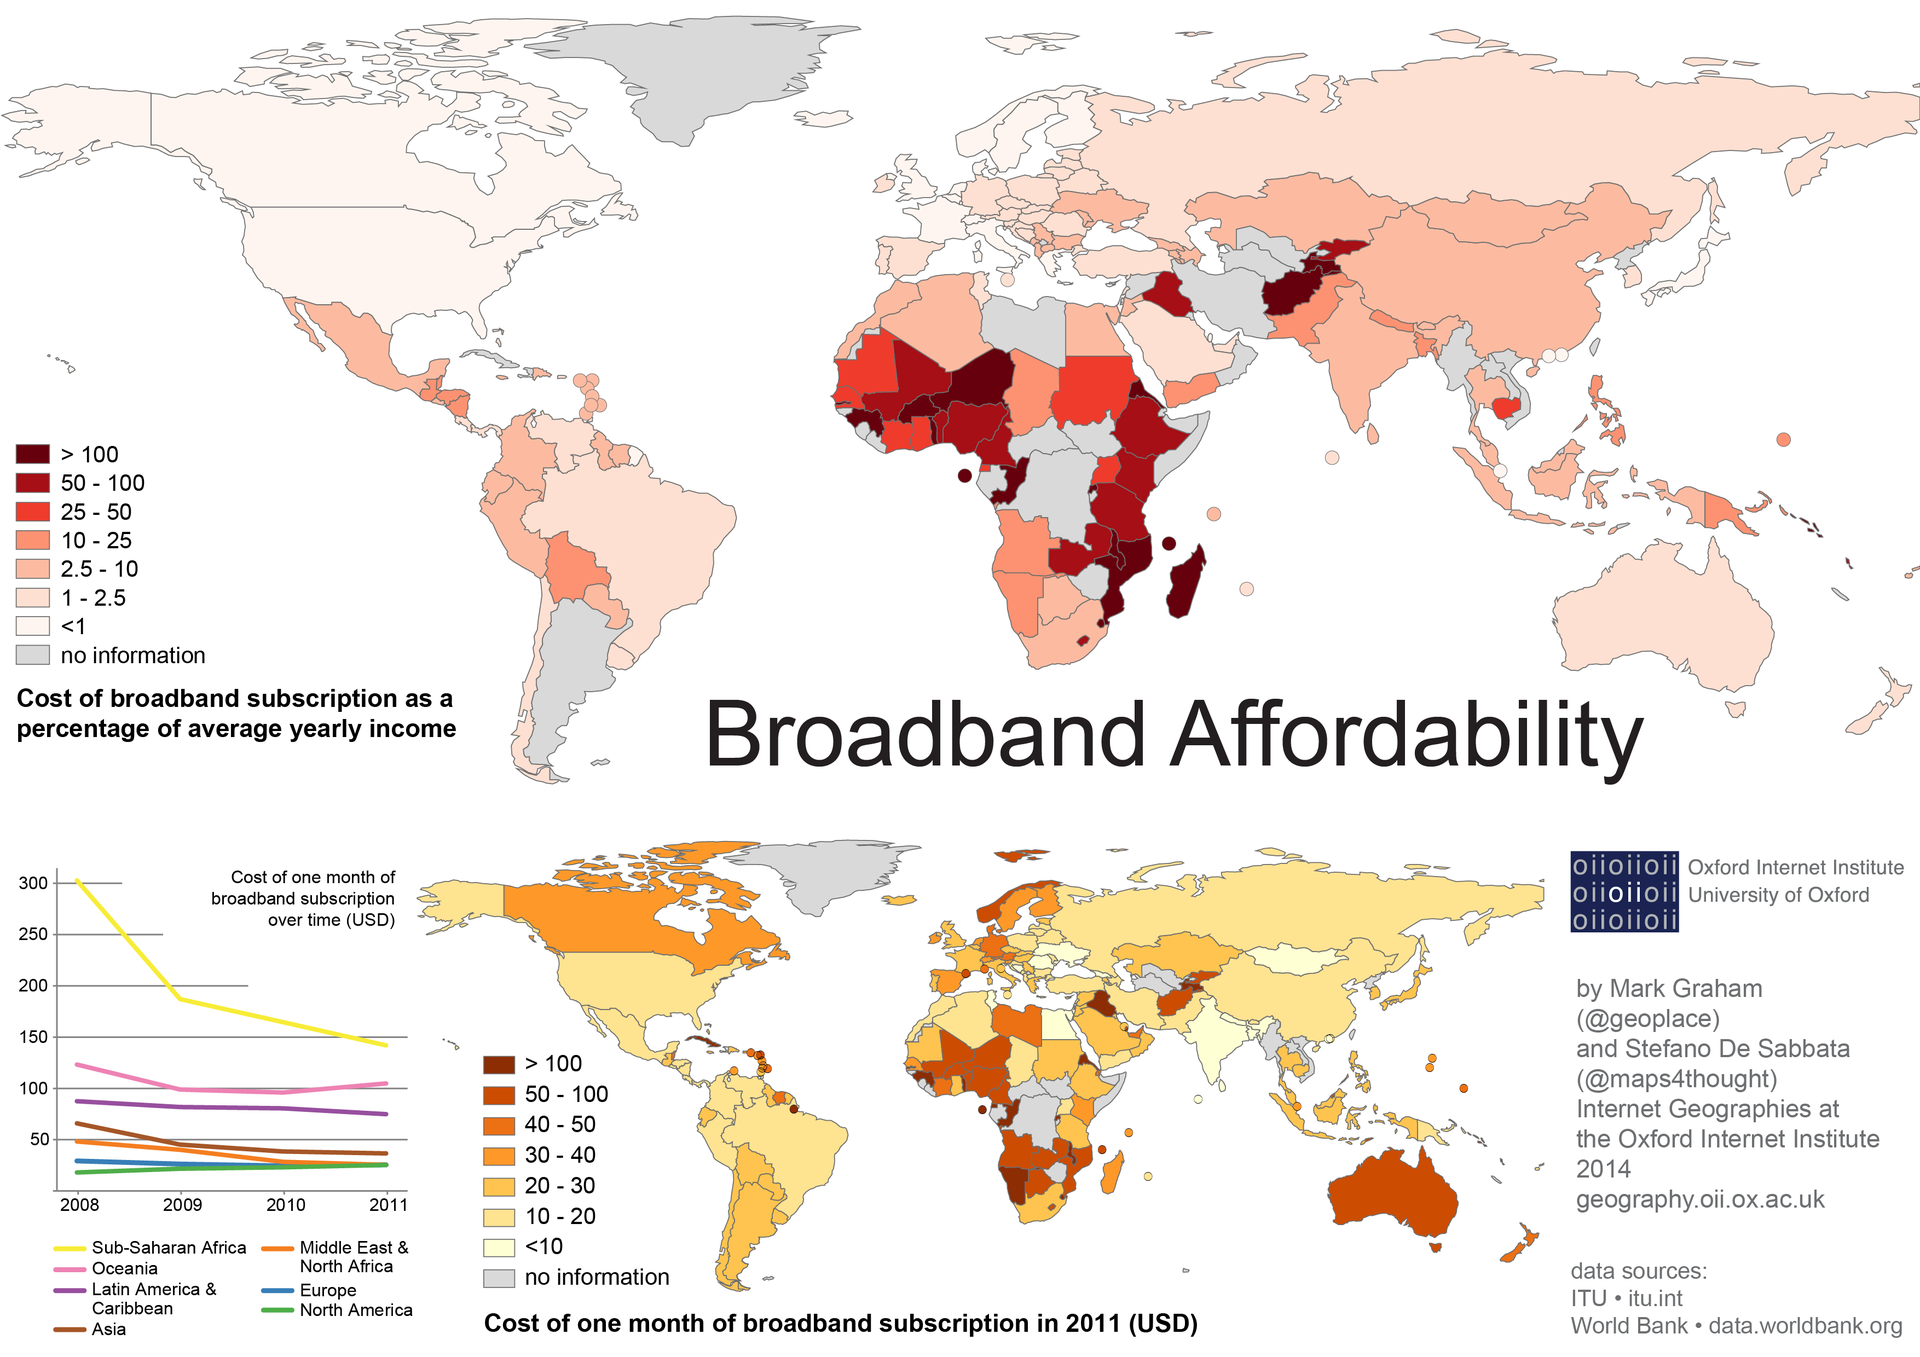 > 100
50 - 100
25 - 50
10 - 25
2.5 - 10
1 - 2.5
<1
no information
Cost of broadband subscription as a
percentage of average yearly income
Broadband Affordability
Cost of one month of
broadband subscription
over time (USD)
300
250
200
150
100
50
2008
2009
2010
2011
Sub-Saharan Africa
Oceania
Latin America &
Caribbean
Asia
Middle East &
North Africa
Europe
North America
> 100
50 - 100
40 - 50
30 - 40
20 - 30
10 - 20
<10
no information
Cost of one month of broadband subscription in 2011 (USD)
oiioiioii
oiioiioii
oiioiioii
Oxford Internet Institute
University of Oxford
by Mark Graham
(@geoplace)
and Stefano De Sabbata
(@maps4thought)
Internet Geographies at
the Oxford Internet Institute
2014
geography.oii.ox.ac.uk
data sources:
ITU • itu.int
World Bank • data.worldbank.org